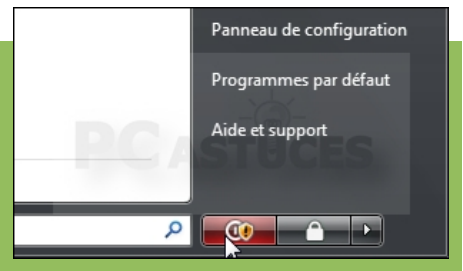 Panneau de configuration
Programmes par défaut
Aide et support
PC ASTUCES